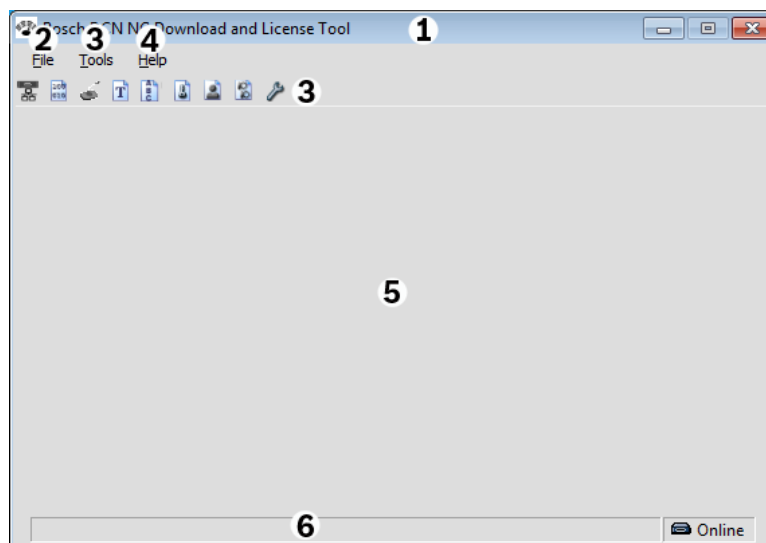 Bosch DCN NG Download and License Tool 1
2 3 4
File Tools Help
3
5
6 Online